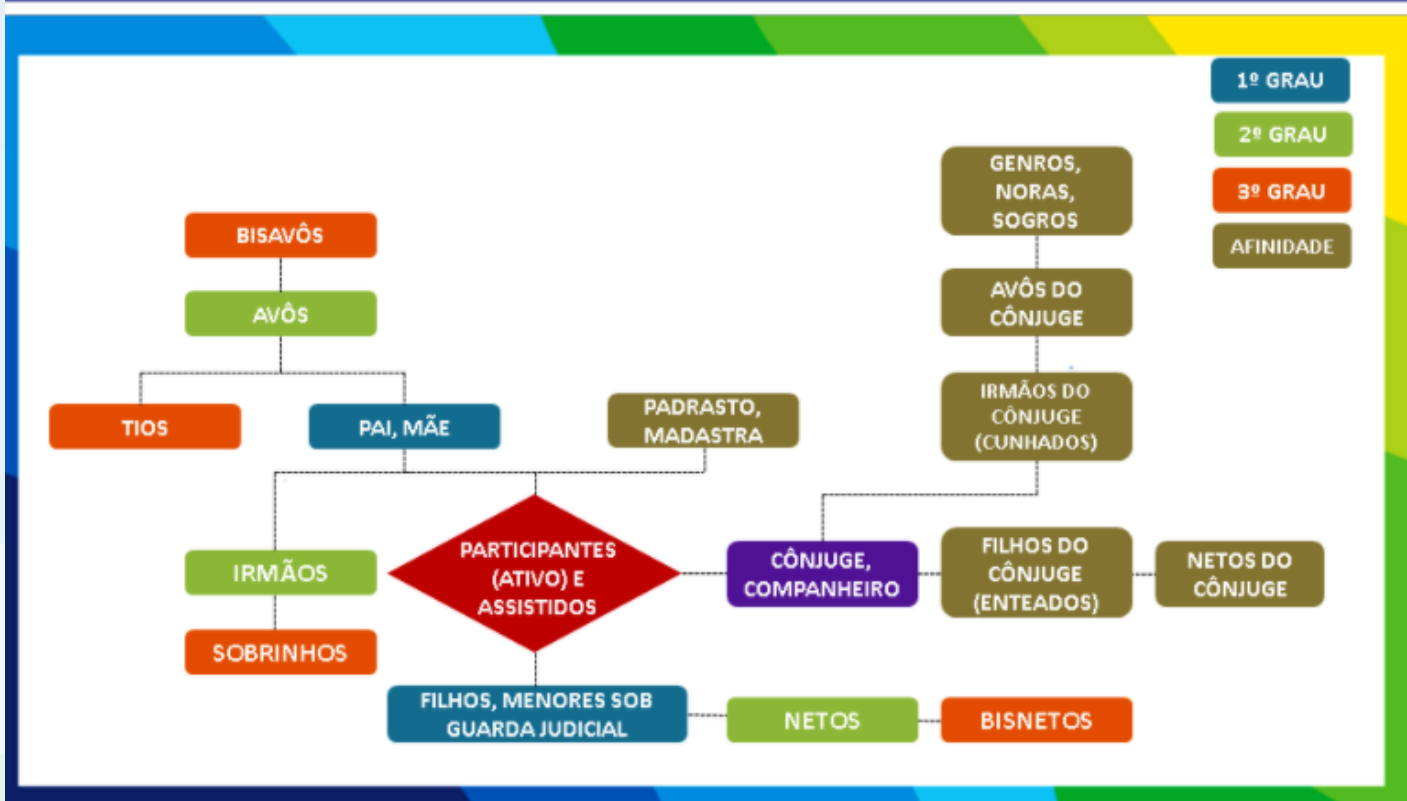 1º GRAU
2º GRAU
3º GRAU
AFINIDADE
GENROS,
NORAS,
SOGROS
BISAVÔS
AVÔS DO
CÔNJUGE
AVÔS
IRMÃOS DO
CÔNJUGE
(CUNHADOS)
PADRASTO,
MADASTRA
TIOS
PAI, MÃE
PARTICIPANTES
(ATIVO) E
ASSISTIDOS
IRMÃOS
CÔNJUGE,
COMPANHEIRO
FILHOS DO
CÔNJUGE
(ENTEADOS)
NETOS DO
CÔNJUGE
SOBRINHOS
FILHOS, MENORES SOB
GUARDA JUDICIAL
NETOS
BISNETOS